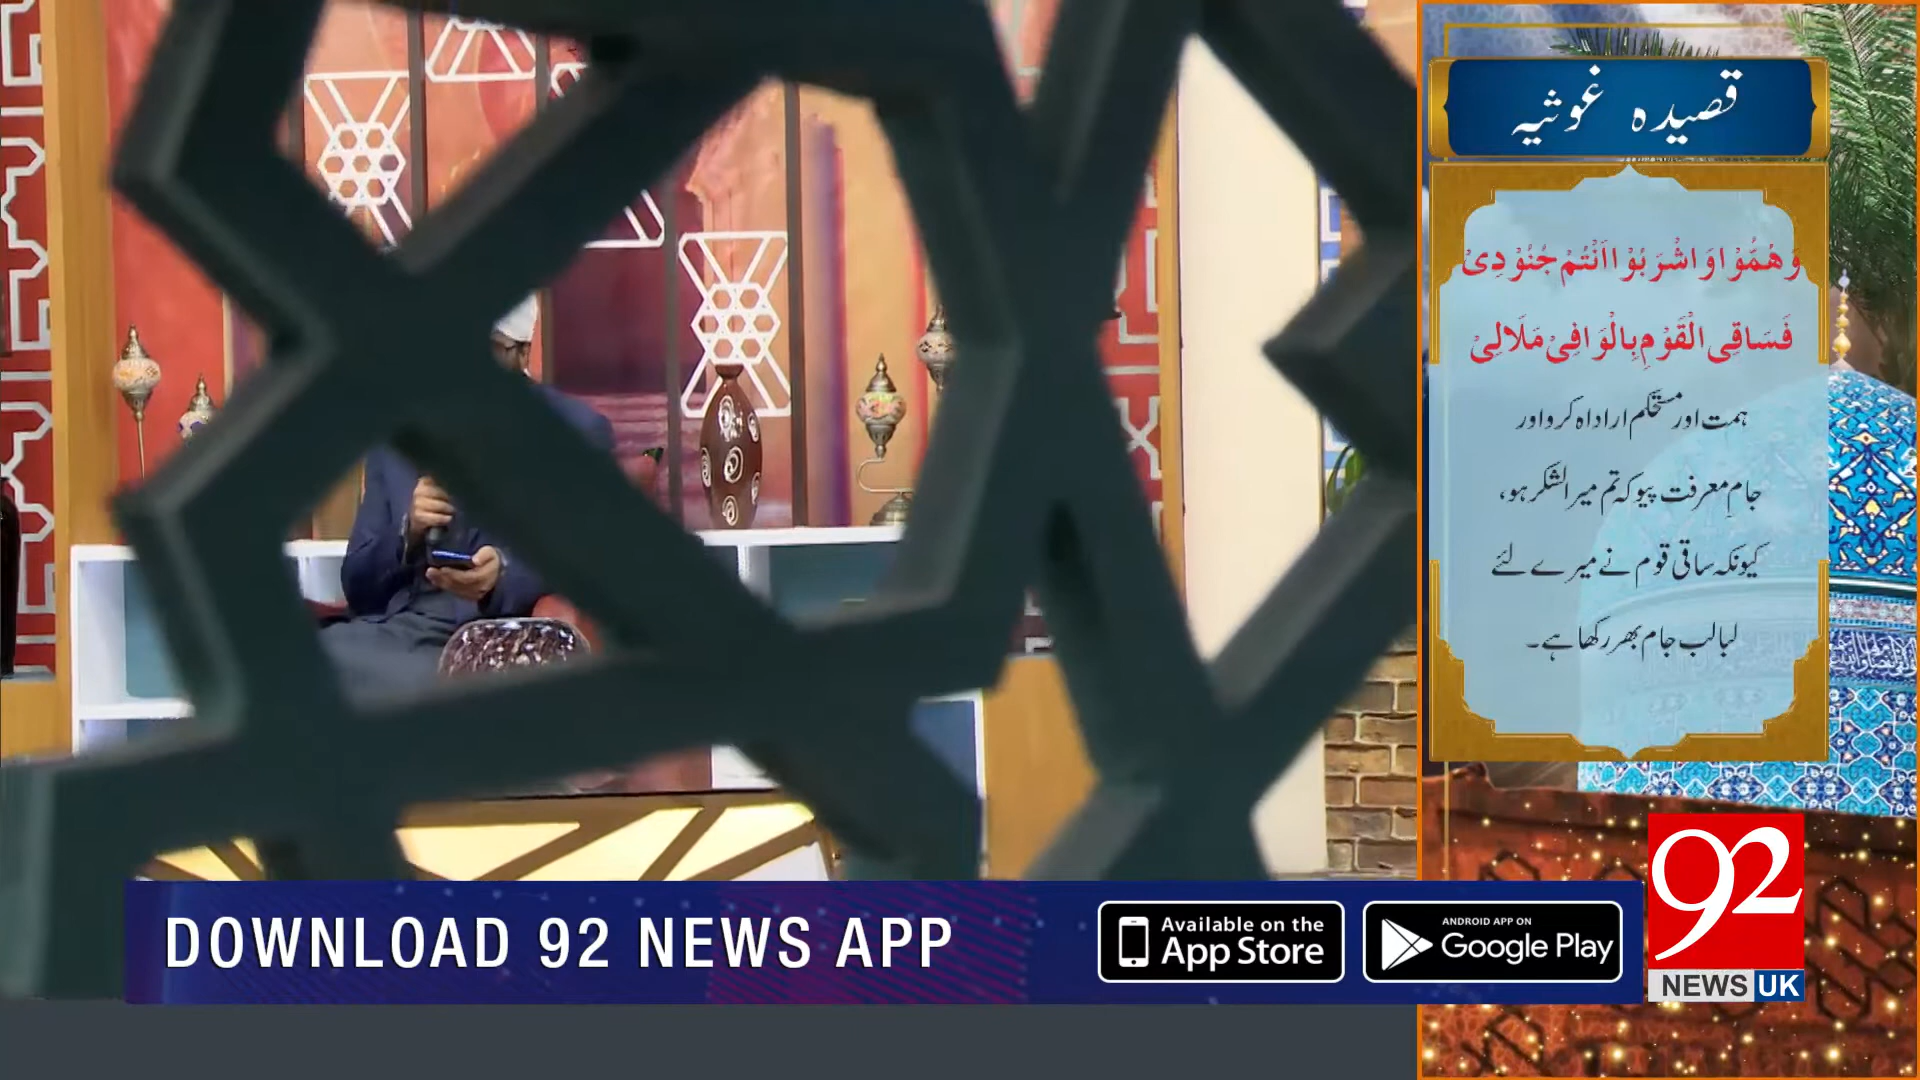 قصیدہ غوثیہ
وَهُمُّوْا وَاشْرَبُوْا اَنْتُمْ جُنُوْدِیْ
فَسَاقِی الْقَوْمِ بِالْوَافِیْ مَلَالِیْ
ہمت اور مستحکم ارادہ کرو اور
جامِ معرفت پیو کہ تم میرا لشکر ہو،
کیونکہ ساقی قوم نے میرے لئے
لبالب جام بھر رکھا ہے۔
DOWNLOAD 92 NEWS APP
Available on the
App Store
ANDROID APP ON
Google Play
92
NEWS UK